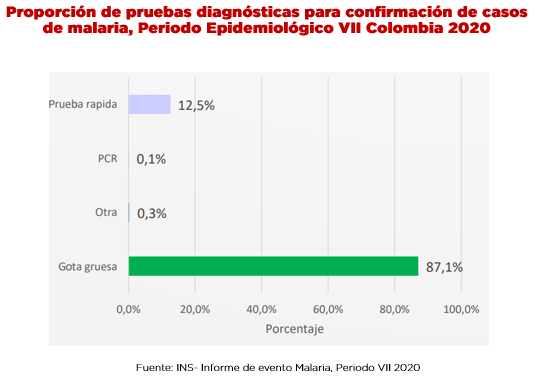 Proporción de pruebas diagnósticas para confirmación de casos
de malaria, Periodo Epidemiológico VII Colombia 2020
Prueba rapida
12,5%
PCR
0,1%
Otra
0,3%
Gota gruesa
87,1%
0,0% 20,0% 40,0% 60,0% 80,0% 100,0%
Porcentaje
Fuente: INS- Informe de evento Malaria, Periodo VII 2020